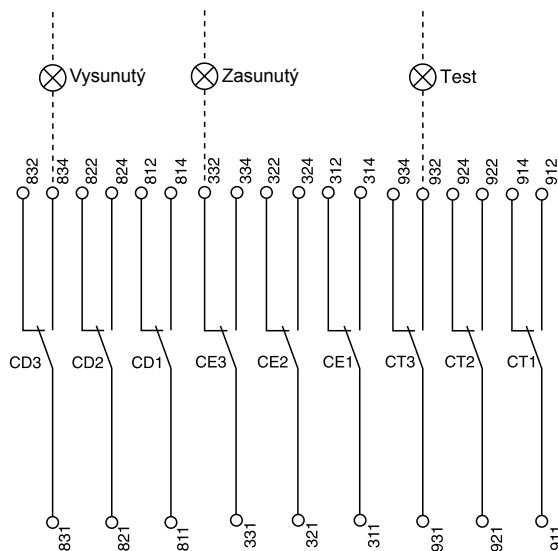 Vysunutý Zasunutý Test
832 834 822 824 812 814 332 334 322 324 312 314 934 932 924 922 914 912
CD3 CD2 CD1 CE3 CE2 CE1 CT3 CT2 CT1
831 821 811 331 321 311 931 921 911